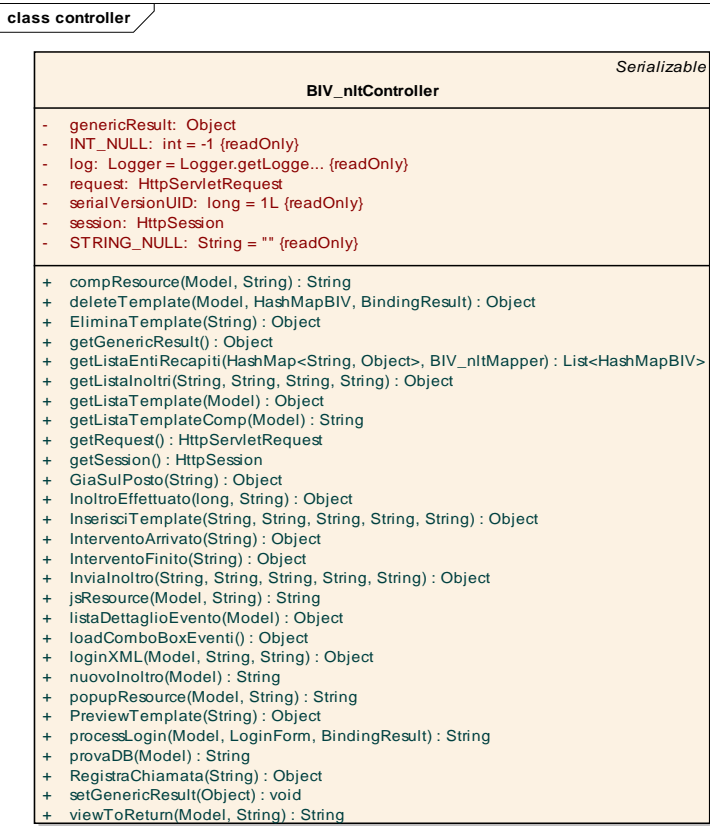 class controller
Serializable
BIV_nltController
- genericResult: Object
- INT_NULL: int = -1 {readOnly}
- log: Logger = Logger.getLogge... {readOnly}
- request: HttpServletRequest
- serialVersionUID: long = 1L {readOnly}
- session: HttpSession
- STRING_NULL: String = "" {readOnly}
+ compResource(Model, String) : String
+ deleteTemplate(Model, HashMapBIV, BindingResult) : Object
+ EliminaTemplate(String) : Object
+ getGenericResult() : Object
+ getListaEntiRecapiti(HashMap<String, Object>, BIV_nltMapper) : List<HashMapBIV>
+ getListaInoltri(String, String, String, String) : Object
+ getListaTemplate(Model) : Object
+ getListaTemplateComp(Model) : String
+ getRequest() : HttpServletRequest
+ getSession() : HttpSession
+ GiaSulPosto(String) : Object
+ InoltroEffettuato(long, String) : Object
+ InserisciTemplate(String, String, String, String, String) : Object
+ InterventoArrivato(String) : Object
+ InterventoFinito(String) : Object
+ InviaInoltro(String, String, String, String, String) : Object
+ jsResource(Model, String) : String
+ listaDettaglioEvento(Model) : Object
+ loadComboBoxEventi() : Object
+ loginXML(Model, String, String) : Object
+ nuovoInoltro(Model) : String
+ popupResource(Model, String) : String
+ PreviewTemplate(String) : Object
+ processLogin(Model, LoginForm, BindingResult) : String
+ provaDB(Model) : String
+ RegistraChiamata(String) : Object
+ setGenericResult(Object) : void
+ viewToReturn(Model, String) : String